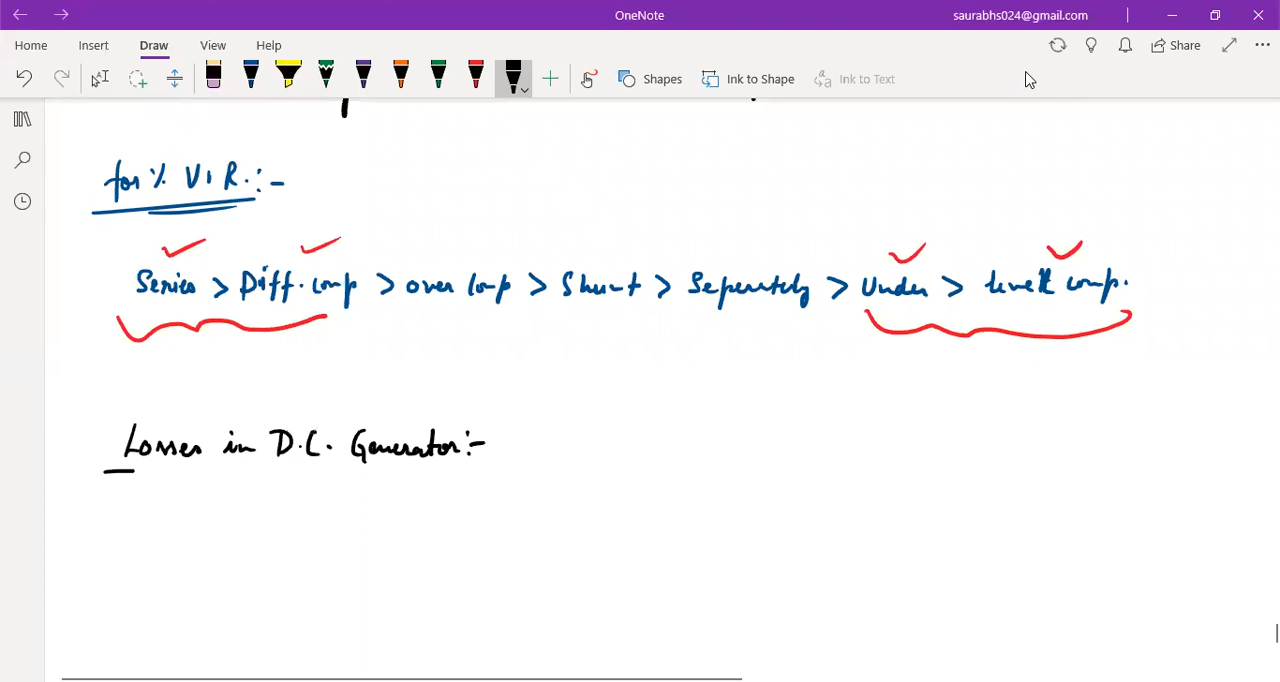 OneNote
saurabhs024@gmail.com
Home Insert Draw View Help
Share
Shapes Ink to Shape Ink to Text
for % V.R.:-
Series > Diff. comp > over comp > Shunt > Seperately > Under > level comp.
Losses in D.C. Generator:-